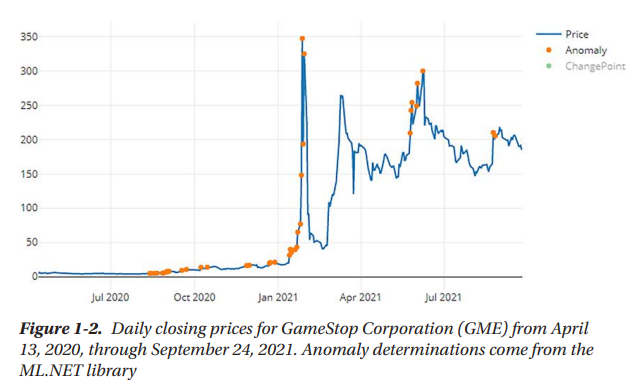 350
300
250
200
150
100
50
0
Jul 2020 Oct 2020 Jan 2021 Apr 2021 Jul 2021
Price
Anomaly
ChangePoint
Figure 1-2. Daily closing prices for GameStop Corporation (GME) from April
13, 2020, through September 24, 2021. Anomaly determinations come from the
ML.NET library